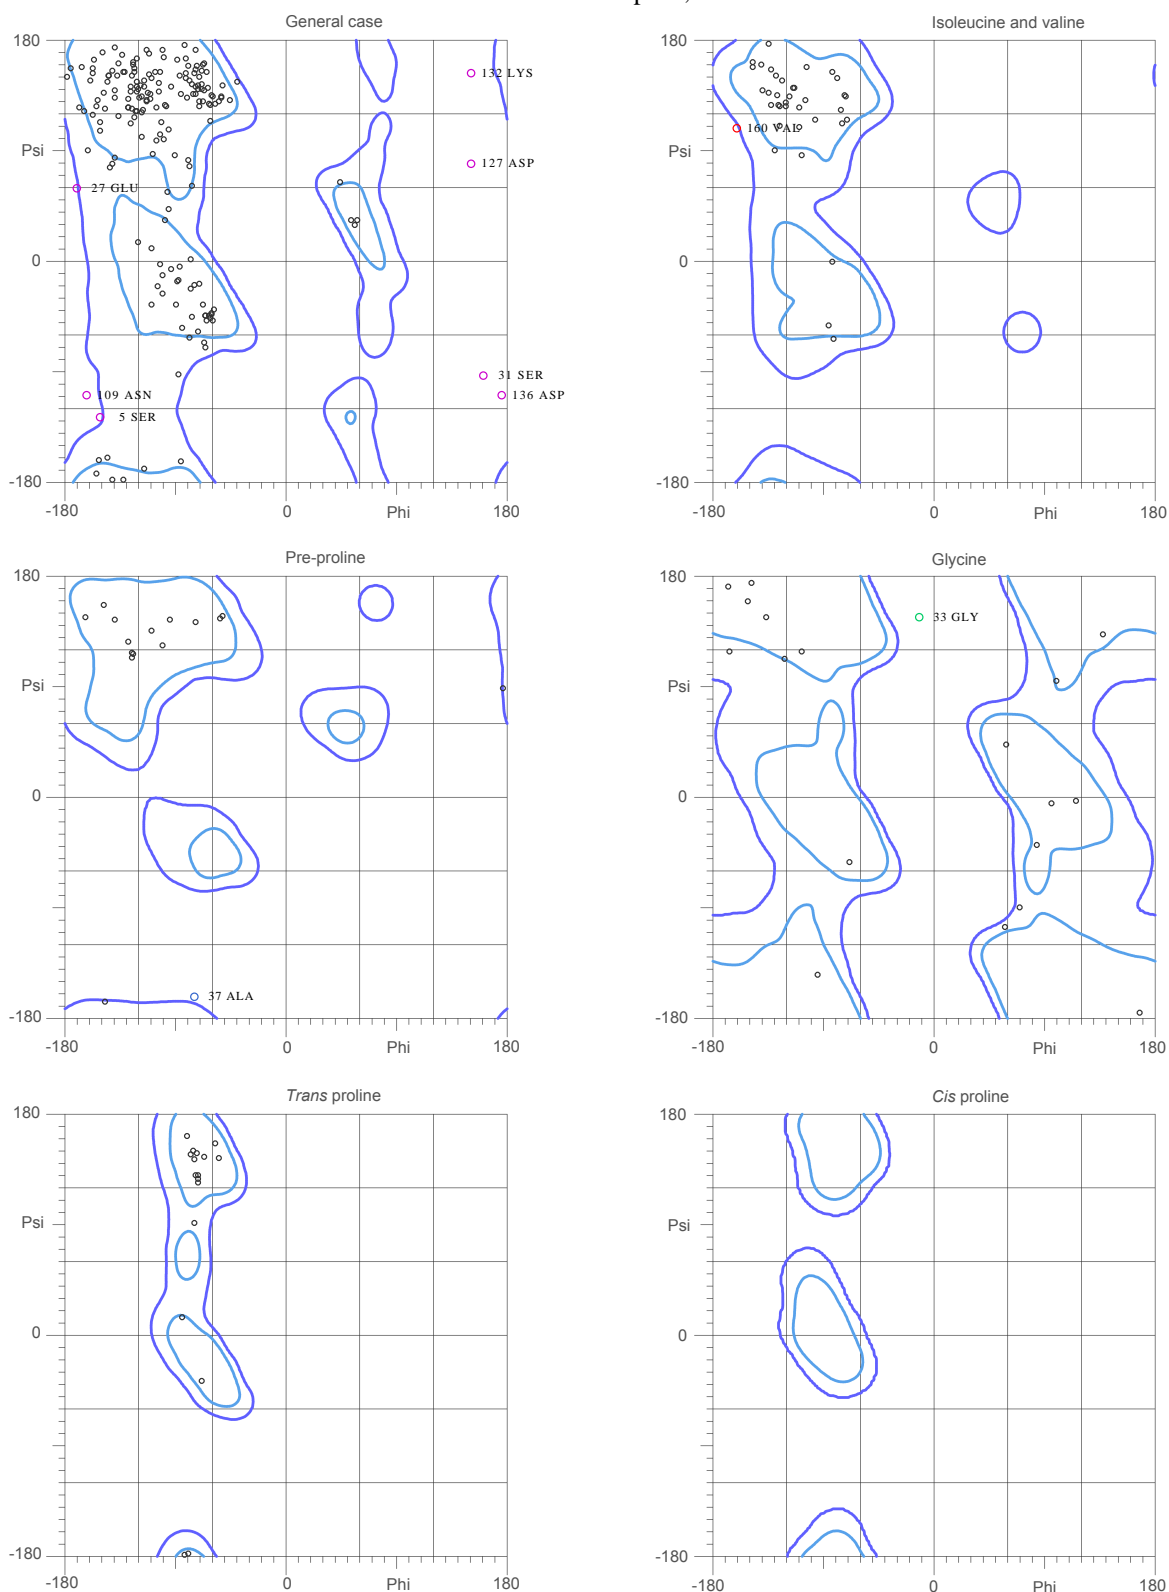 General case
Isoleucine and valine
180
180
132 LYS
160 VAL
Psi
Psi
127 ASP
27 GLU
0
0
31 SER
109 ASN
136 ASP
5 SER
-180
-180
-180
0
Phi
180
-180
0
Phi
180
Pre-proline
Glycine
180
180
33 GLY
Psi
Psi
0
0
37 ALA
-180
-180
-180
0
Phi
180
-180
0
Phi
180
Trans proline
Cis proline
180
180
Psi
Psi
0
0
-180
-180
-180
0
Phi
180
-180
0
Phi
180